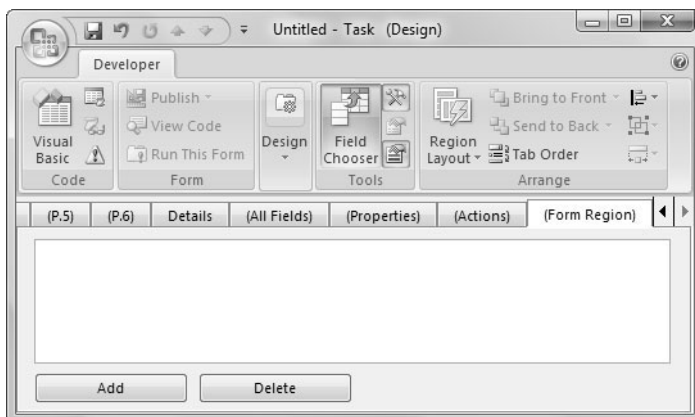 Untitled - Task (Design)
Developer
Visual Basic
Code
Publish
View Code
Run This Form
Form
Design
Field Chooser
Tools
Region Layout
Bring to Front
Send to Back
Tab Order
Arrange
(P.5) (P.6) Details (All Fields) (Properties) (Actions) (Form Region)
Add Delete